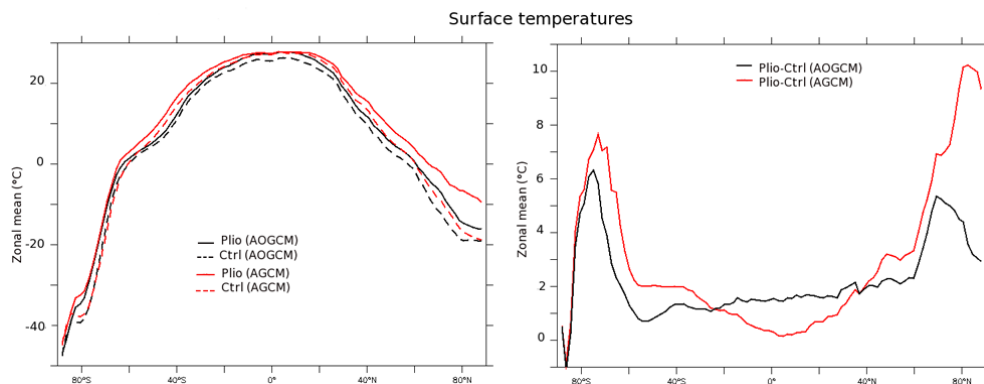 Surface temperatures
Zonal mean (°C)
20
0
-20
-40
Plio (AOGCM)
Ctrl (AOGCM)
Plio (AGCM)
Ctrl (AGCM)
80°S
40°S
0°
40°N
80°N
Zonal mean (°C)
10
8
6
4
2
0
Plio-Ctrl (AOGCM)
Plio-Ctrl (AGCM)
80°S
40°S
0°
40°N
80°N